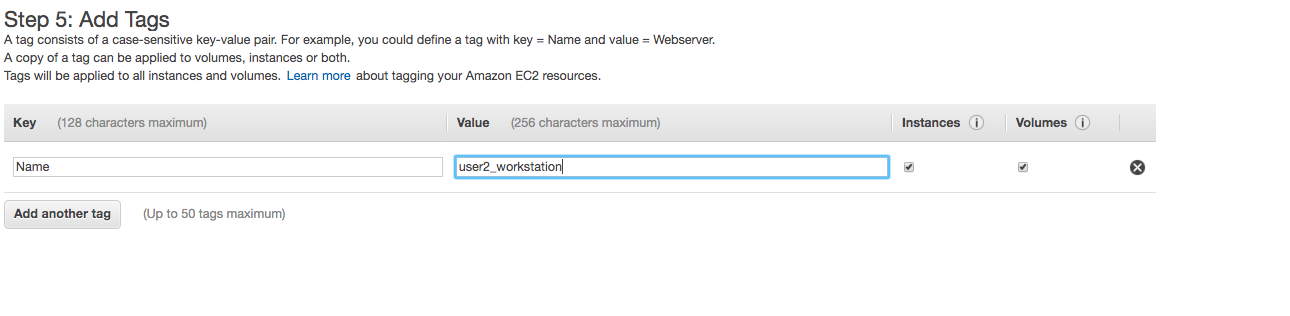 Step 5: Add Tags
A tag consists of a case-sensitive key-value pair. For example, you could define a tag with key = Name and value = Webserver.
A copy of a tag can be applied to volumes, instances or both.
Tags will be applied to all instances and volumes. Learn more about tagging your Amazon EC2 resources.
Key (128 characters maximum) Value (256 characters maximum) Instances i Volumes i
Name user2_workstation
Add another tag (Up to 50 tags maximum)